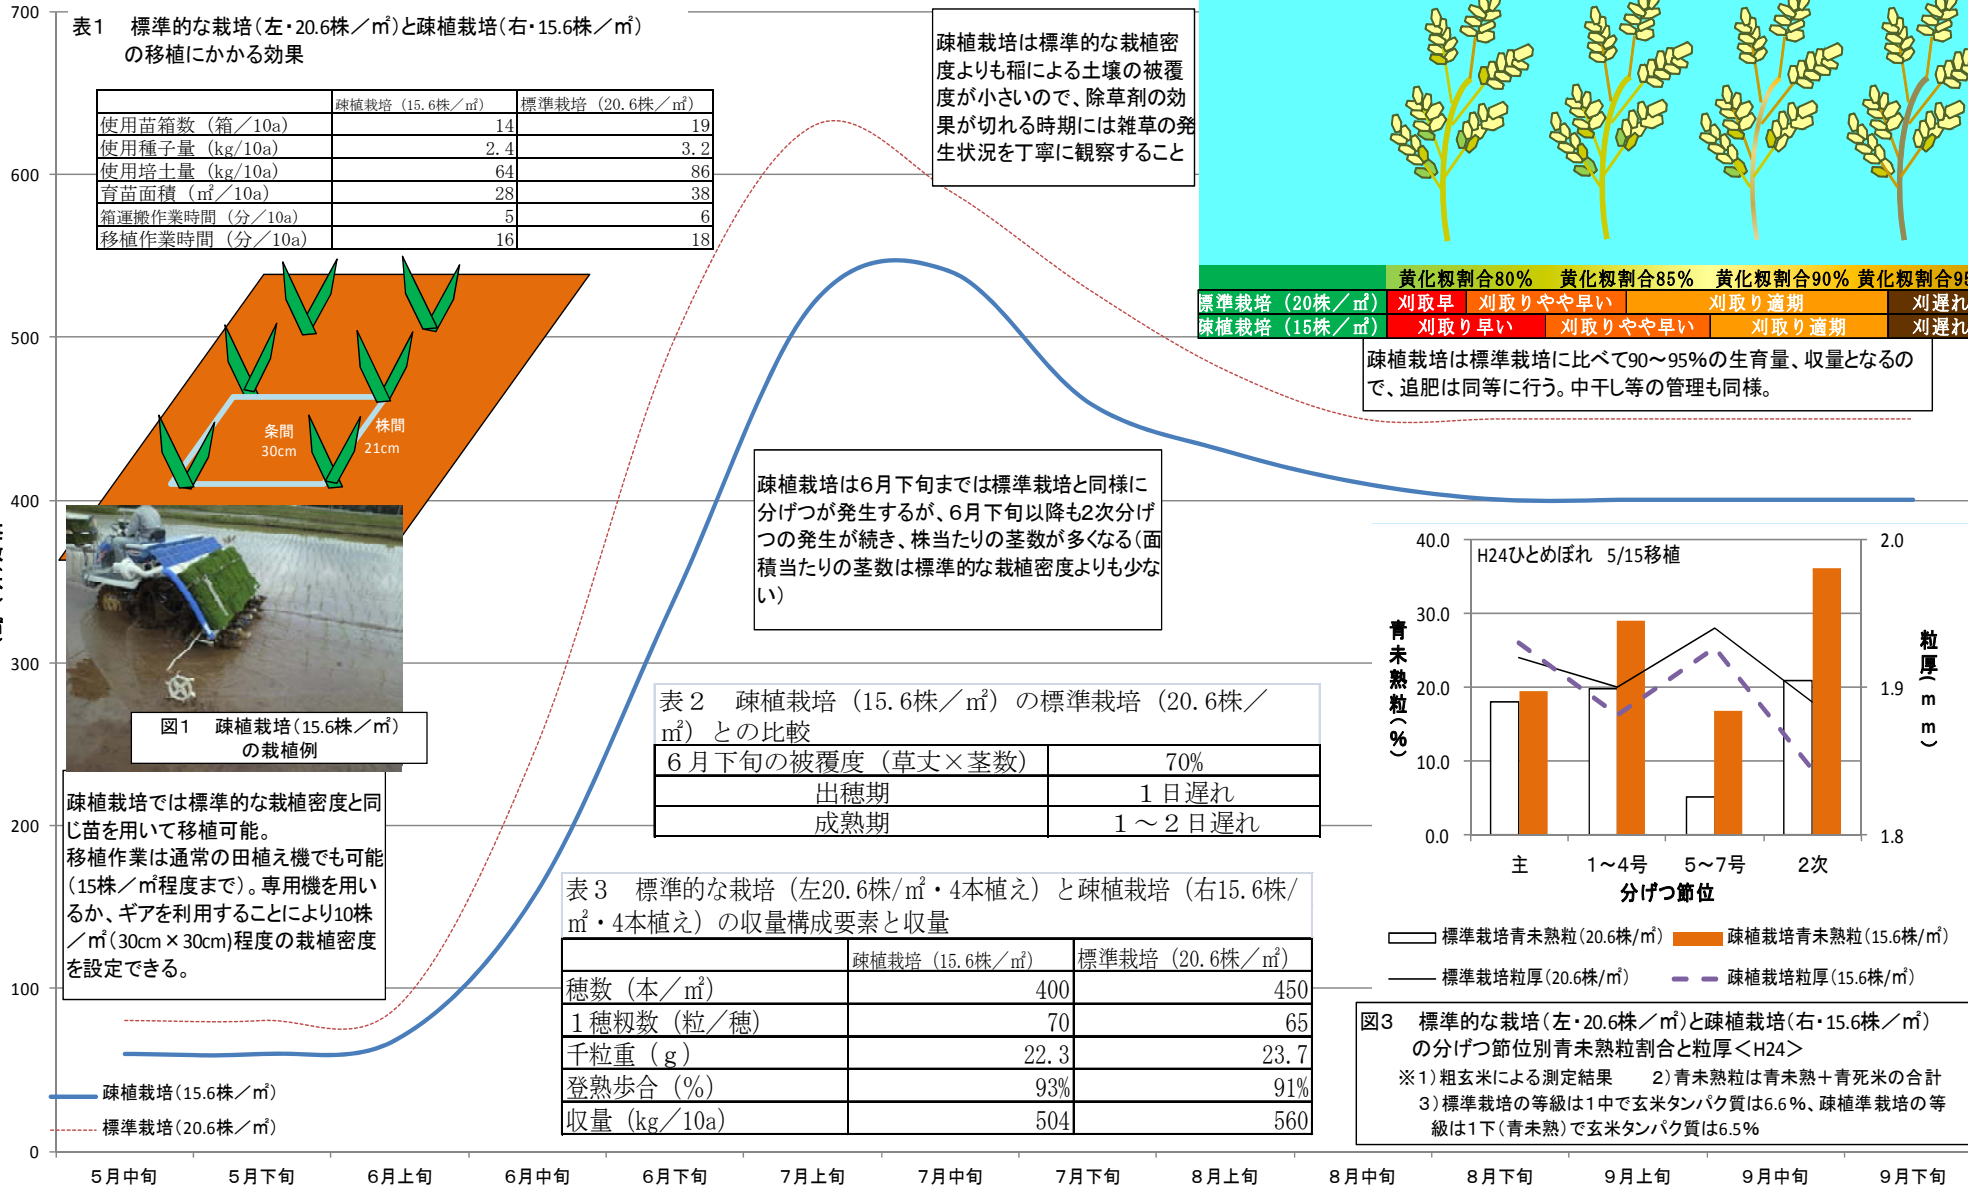 表1　標準的な栽培(左・20.6株／㎡)と疎植栽培(右・15.6株／㎡)
の移植にかかる効果
疎植栽培（15.6株／㎡） 標準栽培（20.6株／㎡）
使用苗箱数（箱／10a） 14 19
使用種子量（kg/10a） 2.4 3.2
使用培土量（kg/10a） 64 86
育苗面積（㎡／10a） 28 38
箱運搬作業時間（分／10a） 5 6
移植作業時間（分／10a） 16 18
条間
30cm
株間
21cm
図1　疎植栽培(15.6株／㎡)
の栽植例
疎植栽培では標準的な栽植密度と同
じ苗を用いて移植可能。
移植作業は通常の田植え機でも可能
(15株／㎡程度まで)。専用機を用い
るか、ギアを利用することにより10株
／㎡(30cm×30cm)程度の栽植密度
を設定できる。
疎植栽培は標準的な栽植密
度よりも稲による土壌の被覆
度が小さいので、除草剤の効
果が切れる時期には雑草の発
生状況を丁寧に観察すること
黄化籾割合80% 黄化籾割合85% 黄化籾割合90% 黄化籾割合95
標準栽培（20株／㎡） 刈取早 刈取りやや早い 刈取り適期 刈遅れ
疎植栽培（15株／㎡） 刈取り早い 刈取りやや早い 刈取り適期 刈遅れ
疎植栽培は標準栽培に比べて90～95%の生育量、収量となるの
で、追肥は同等に行う。中干し等の管理も同様。
疎植栽培は6月下旬までは標準栽培と同様に
分げつが発生するが、6月下旬以降も2次分げ
つの発生が続き、株当たりの茎数が多くなる(面
積当たりの茎数は標準的な栽植密度よりも少な
い)
表２　疎植栽培（15.6株／㎡）の標準栽培（20.6株／
㎡）との比較
６月下旬の被覆度（草丈×茎数） 70%
出穂期 １日遅れ
成熟期 １～２日遅れ
表３　標準的な栽培（左20.6株/㎡・4本植え）と疎植栽培（右15.6株/
㎡・4本植え）の収量構成要素と収量
疎植栽培（15.6株／㎡） 標準栽培（20.6株／㎡）
穂数（本／㎡） 400 450
１穂籾数（粒／穂） 70 65
千粒重（ｇ） 22.3 23.7
登熟歩合（%） 93% 91%
収量（kg／10a） 504 560
H24ひとめぼれ　5/15移植
青未熟粒(%)
40.0
30.0
20.0
10.0
0.0
粒厚(mm)
2.0
1.9
1.8
主 1～4号 5～7号 2次
分げつ節位
標準栽培青未熟粒(20.6株/㎡) 疎植栽培青未熟粒(15.6株/㎡)
標準栽培粒厚(20.6株/㎡) 疎植栽培粒厚(15.6株/㎡)
図3　標準的な栽培(左・20.6株／㎡)と疎植栽培(右・15.6株／㎡)
の分げつ節位別青未熟粒割合と粒厚＜H24＞
※1)粗玄米による測定結果　2)青未熟粒は青未熟＋青死米の合計
3)標準栽培の等級は1中で玄米タンパク質は6.6%、疎植準栽培の等
級は1下(青未熟)で玄米タンパク質は6.5%
疎植栽培(15.6株／㎡)
標準栽培(20.6株／㎡)
700
600
500
400
300
200
100
0
5月中旬 5月下旬 6月上旬 6月中旬 6月下旬 7月上旬 7月中旬 7月下旬 8月上旬 8月中旬 8月下旬 9月上旬 9月中旬 9月下旬